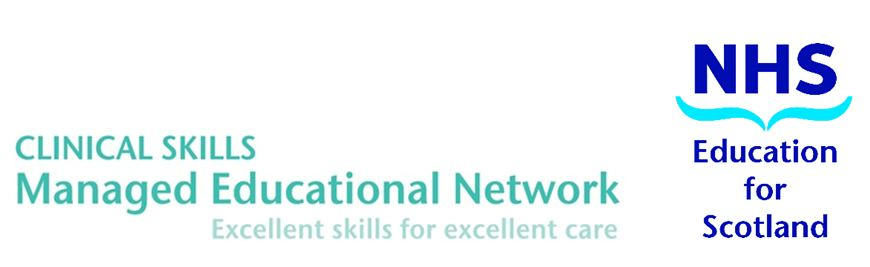 CLINICAL SKILLS
Managed Educational Network
Excellent skills for excellent care
NHS
Education
for
Scotland